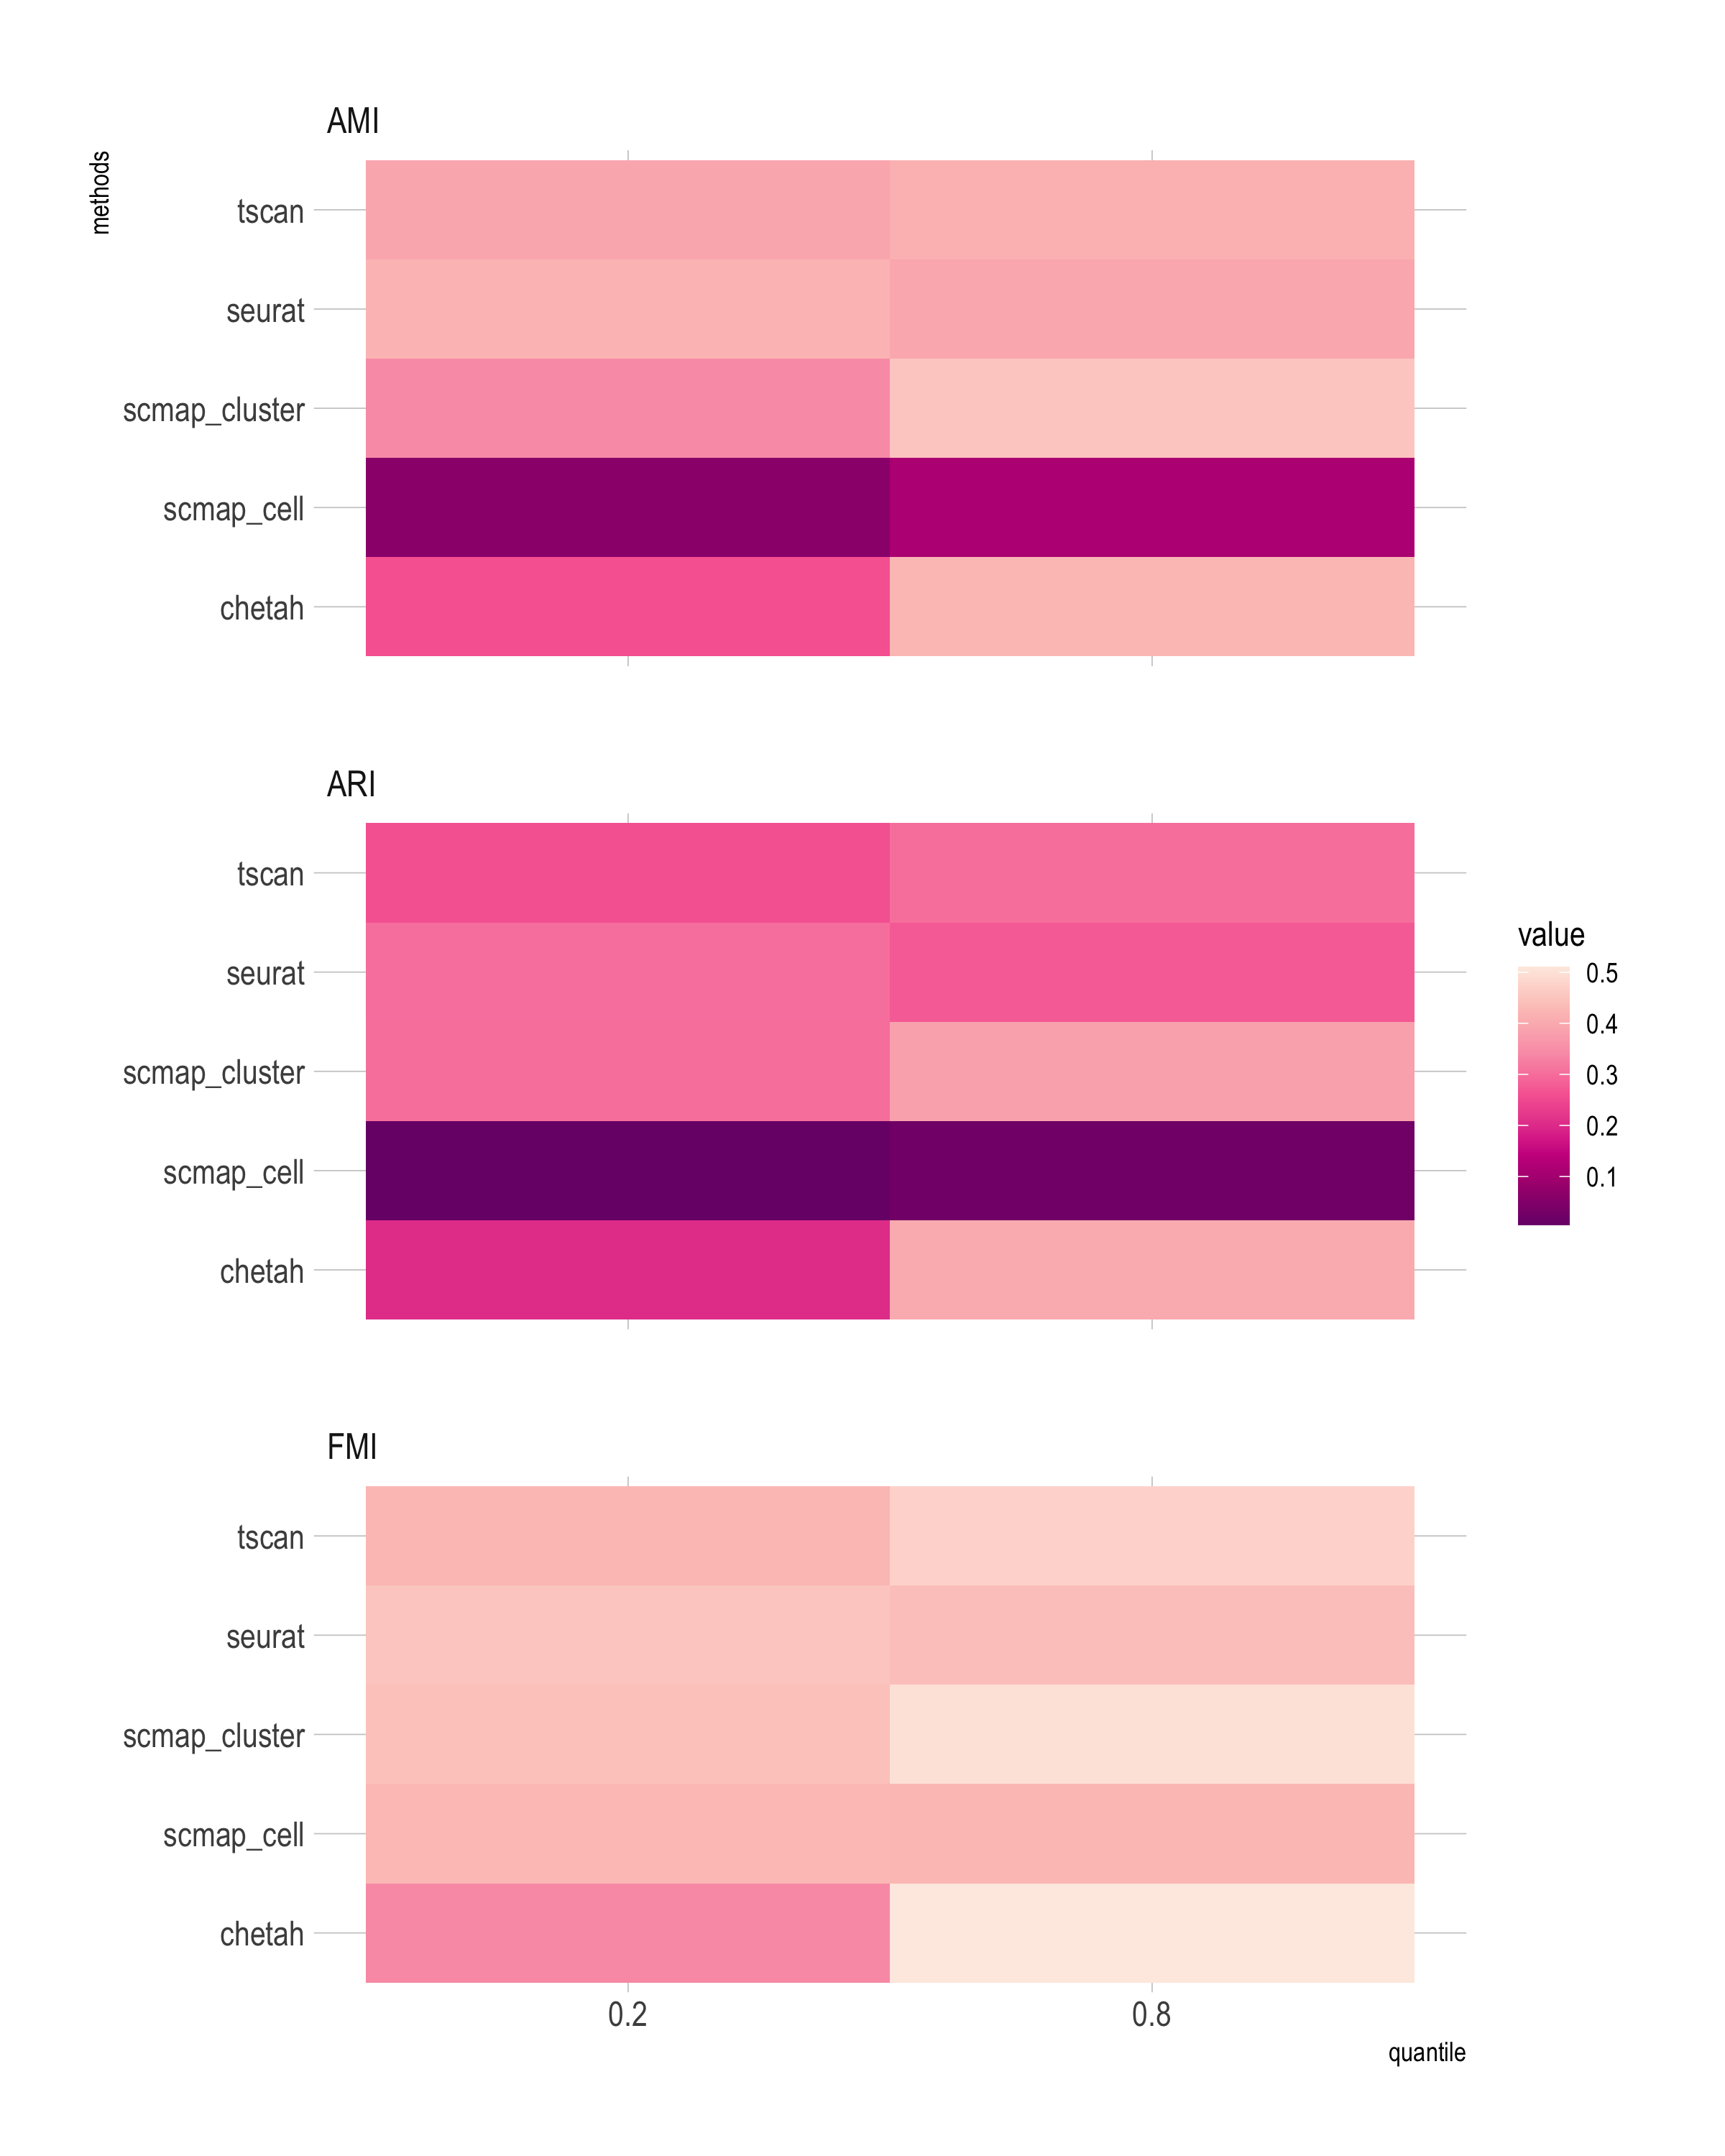 AMI
methods
tscan
seurat
scmap_cluster
scmap_cell
chetah
ARI
tscan
seurat
scmap_cluster
scmap_cell
chetah
value
0.5
0.4
0.3
0.2
0.1
FMI
tscan
seurat
scmap_cluster
scmap_cell
chetah
0.2 0.8
quantile